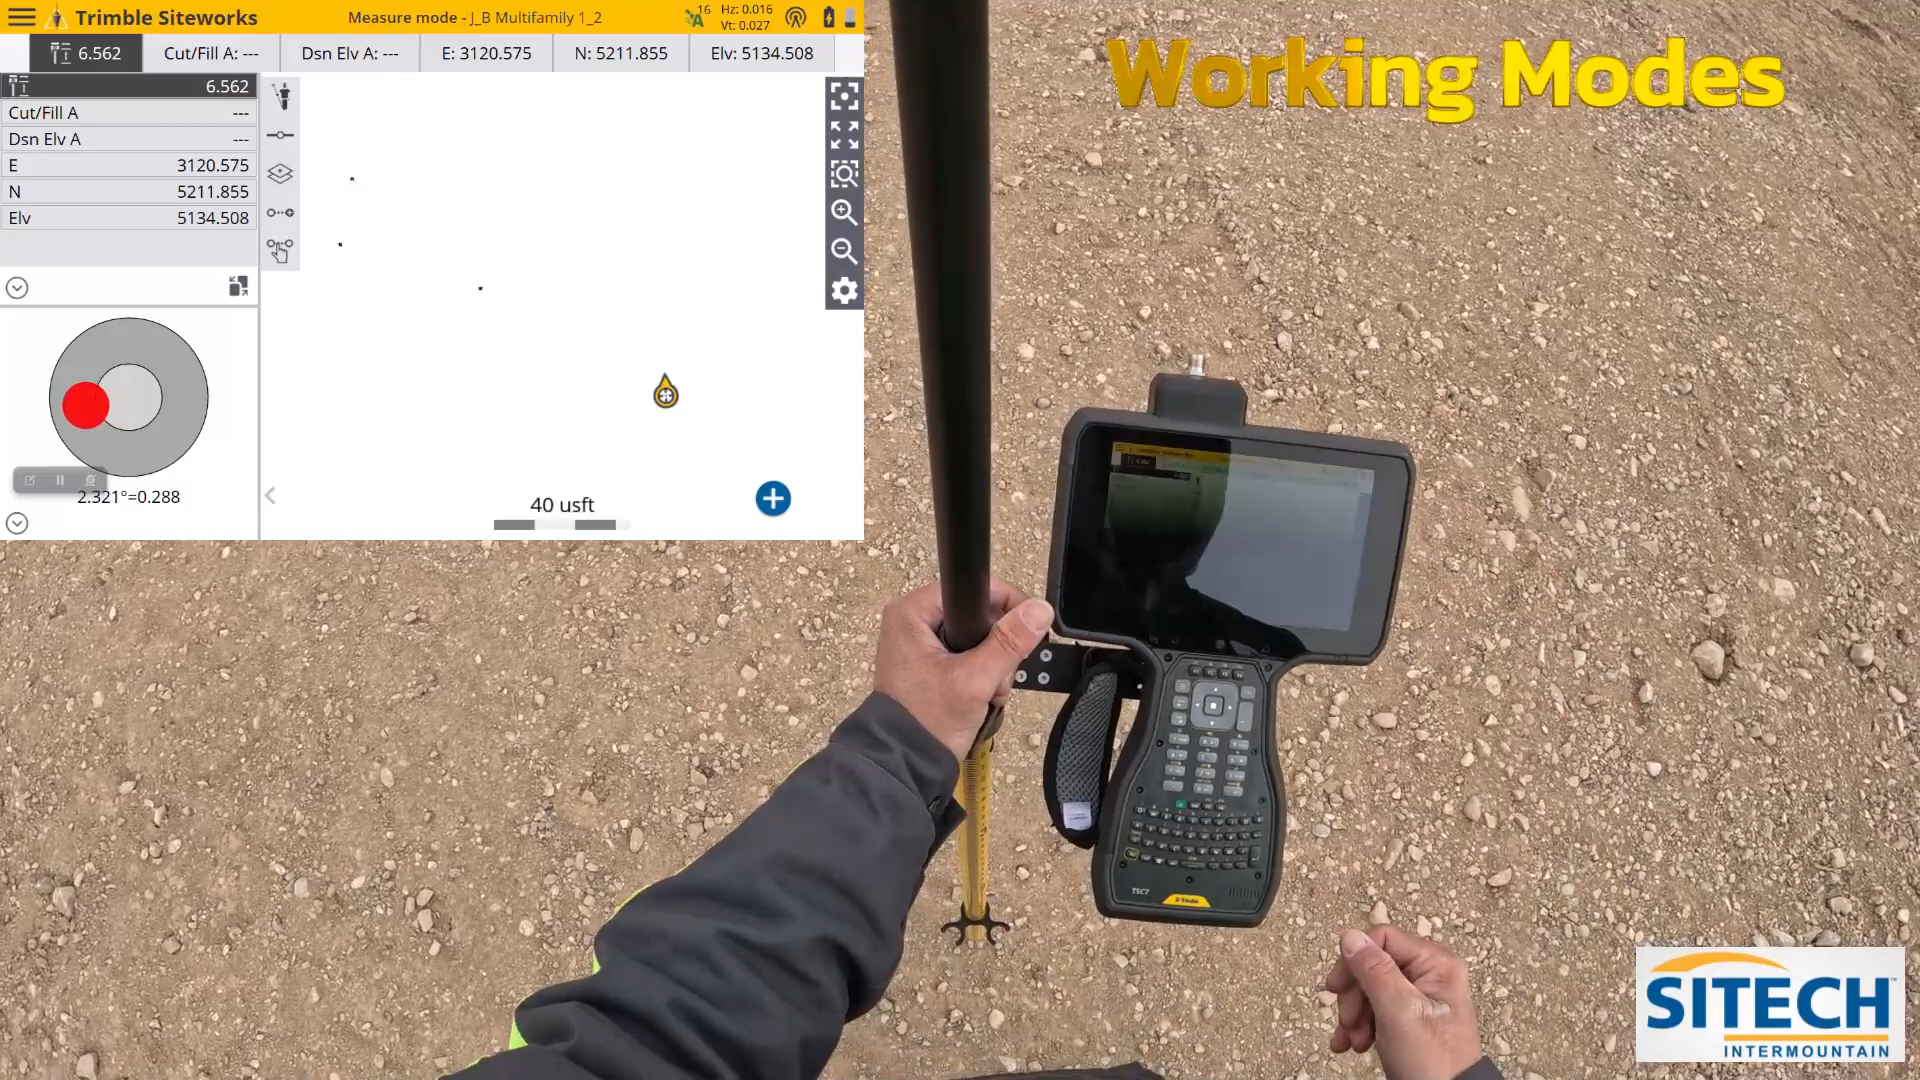 Trimble Siteworks
Measure mode - J_B Multifamily 1_2
16
Hz: 0.016
Vt: 0.027
6.562
Cut/Fill A: ---
Dsn Elv A: ---
E: 3120.575
N: 5211.855
Elv: 5134.508
6.562
Cut/Fill A ---
Dsn Elv A ---
E 3120.575
N 5211.855
Elv 5134.508
2.321°=0.288
40 usft
Working Modes
TSC7
Trimble
SITECH
INTERMOUNTAIN